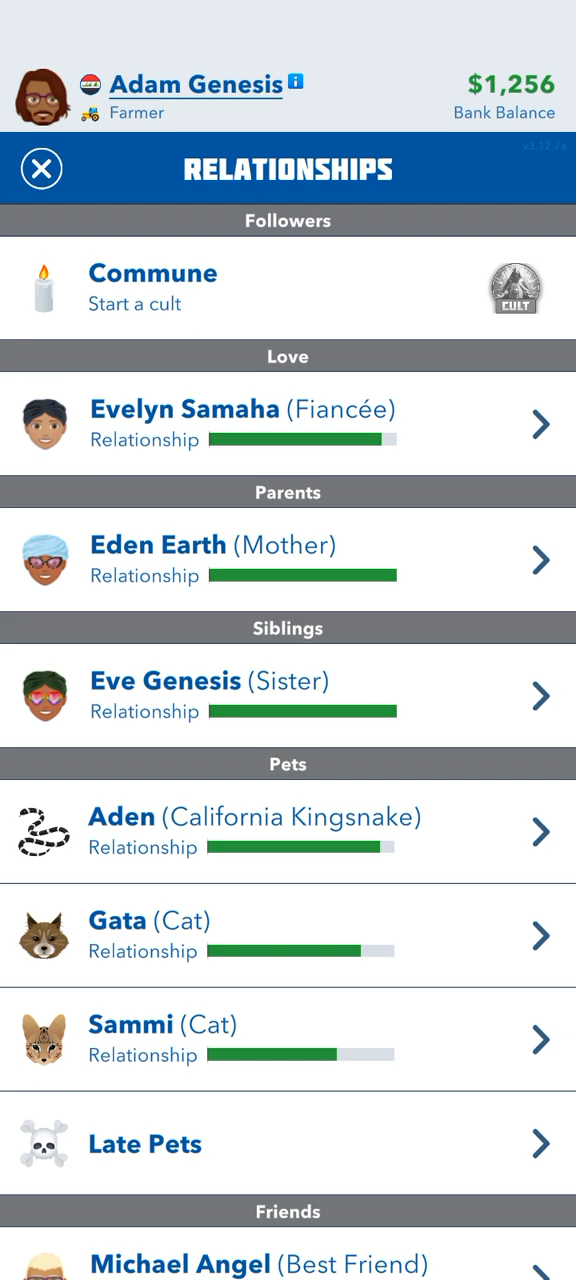 Adam Genesis
$1,256
Farmer
Bank Balance
v3.12.7a
RELATIONSHIPS
Followers
Commune
Start a cult
CULT
Love
Evelyn Samaha (Fiancée)
Relationship
Parents
Eden Earth (Mother)
Relationship
Siblings
Eve Genesis (Sister)
Relationship
Pets
Aden (California Kingsnake)
Relationship
Gata (Cat)
Relationship
Sammi (Cat)
Relationship
Late Pets
Friends
Michael Angel (Best Friend)